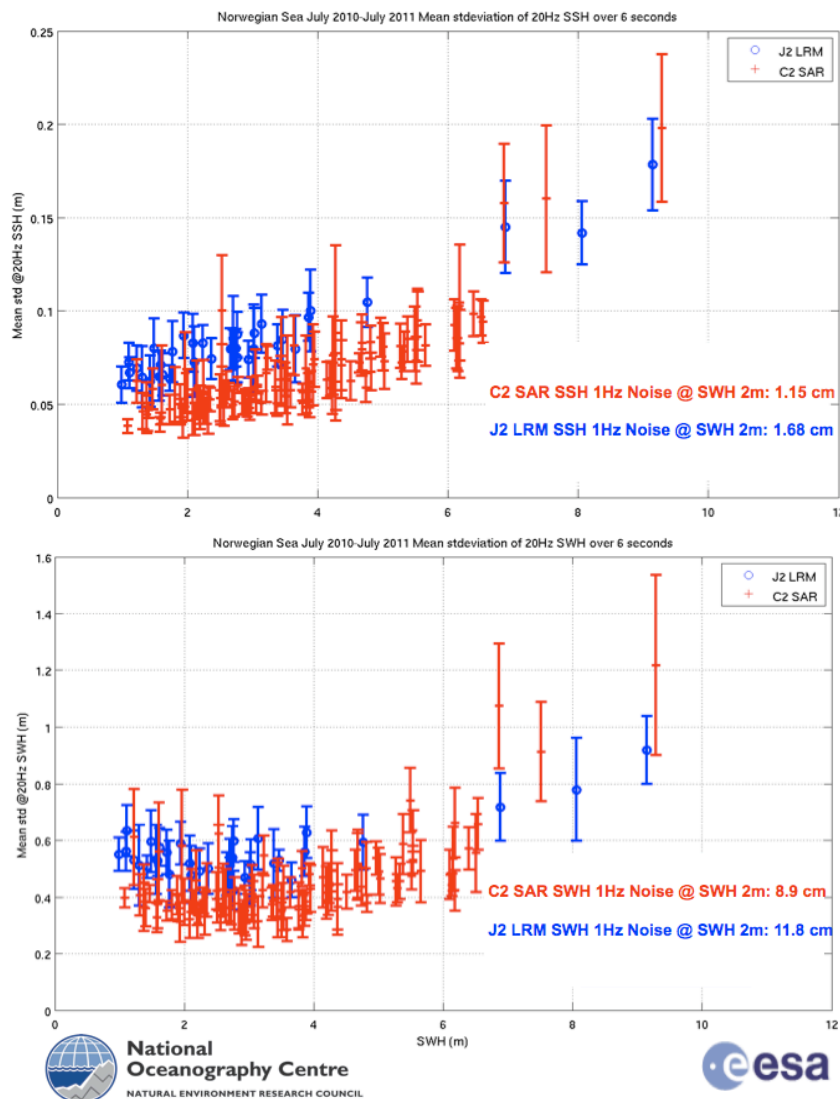 Norwegian Sea July 2010-July 2011 Mean stdeviation of 20Hz SSH over 6 seconds
0.25
0.2
0.15
0.1
0.05
0
Mean std @20Hz SSH (m)
J2 LRM
C2 SAR
C2 SAR SSH 1Hz Noise @ SWH 2m: 1.15 cm
J2 LRM SSH 1Hz Noise @ SWH 2m: 1.68 cm
0 2 4 6 8 10 12
Norwegian Sea July 2010-July 2011 Mean stdeviation of 20Hz SWH over 6 seconds
1.6
1.4
1.2
1
0.8
0.6
0.4
0.2
0
Mean std @20Hz SWH (m)
J2 LRM
C2 SAR
C2 SAR SWH 1Hz Noise @ SWH 2m: 8.9 cm
J2 LRM SWH 1Hz Noise @ SWH 2m: 11.8 cm
0 2 4 6 8 10 12
SWH (m)
National
Oceanography Centre
NATURAL ENVIRONMENT RESEARCH COUNCIL
esa